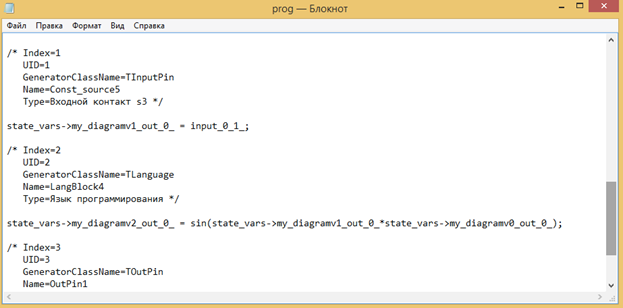 prog — Блокнот
Файл Правка Формат Вид Справка
/* Index=1
UID=1
GeneratorClassName=TInputPin
Name=Const_source5
Type=Входной контакт s3 */
state_vars->my_diagramv1_out_0_ = input_0_1_;
/* Index=2
UID=2
GeneratorClassName=TLanguage
Name=LangBlock4
Type=Язык программирования */
state_vars->my_diagramv2_out_0_ = sin(state_vars->my_diagramv1_out_0_*state_vars->my_diagramv0_out_0_);
/* Index=3
UID=3
GeneratorClassName=TOutPin
Name=OutPin1